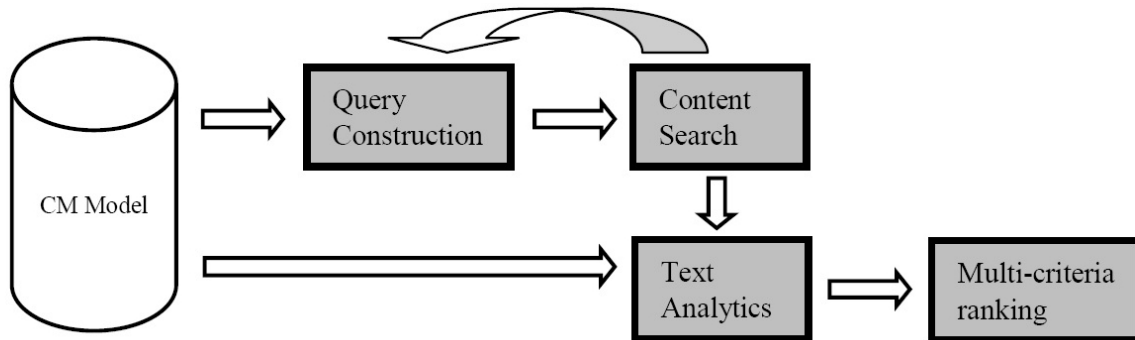 CM Model
Query
Construction
Content
Search
Text
Analytics
Multi-criteria
ranking